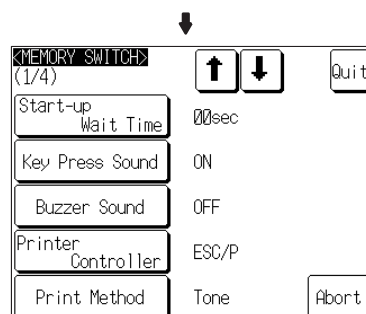 <MEMORY SWITCH>
(1/4)
Quit
Start-up
Wait Time
00sec
Key Press Sound
ON
Buzzer Sound
OFF
Printer
Controller
ESC/P
Print Method
Tone
Abort